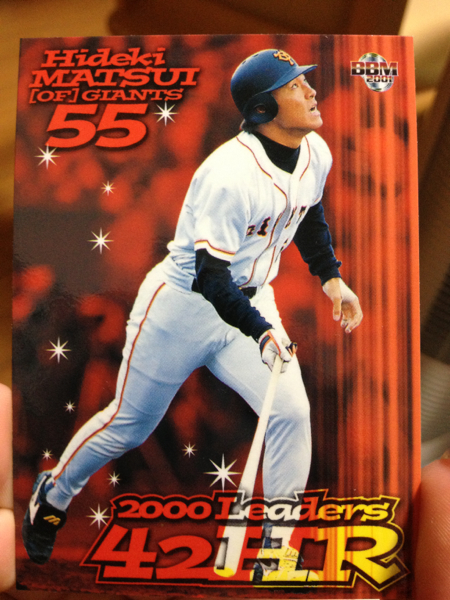 Hideki
MATSUI
[OF] GIANTS
55
BBM
2001
2000 Leaders
42HR